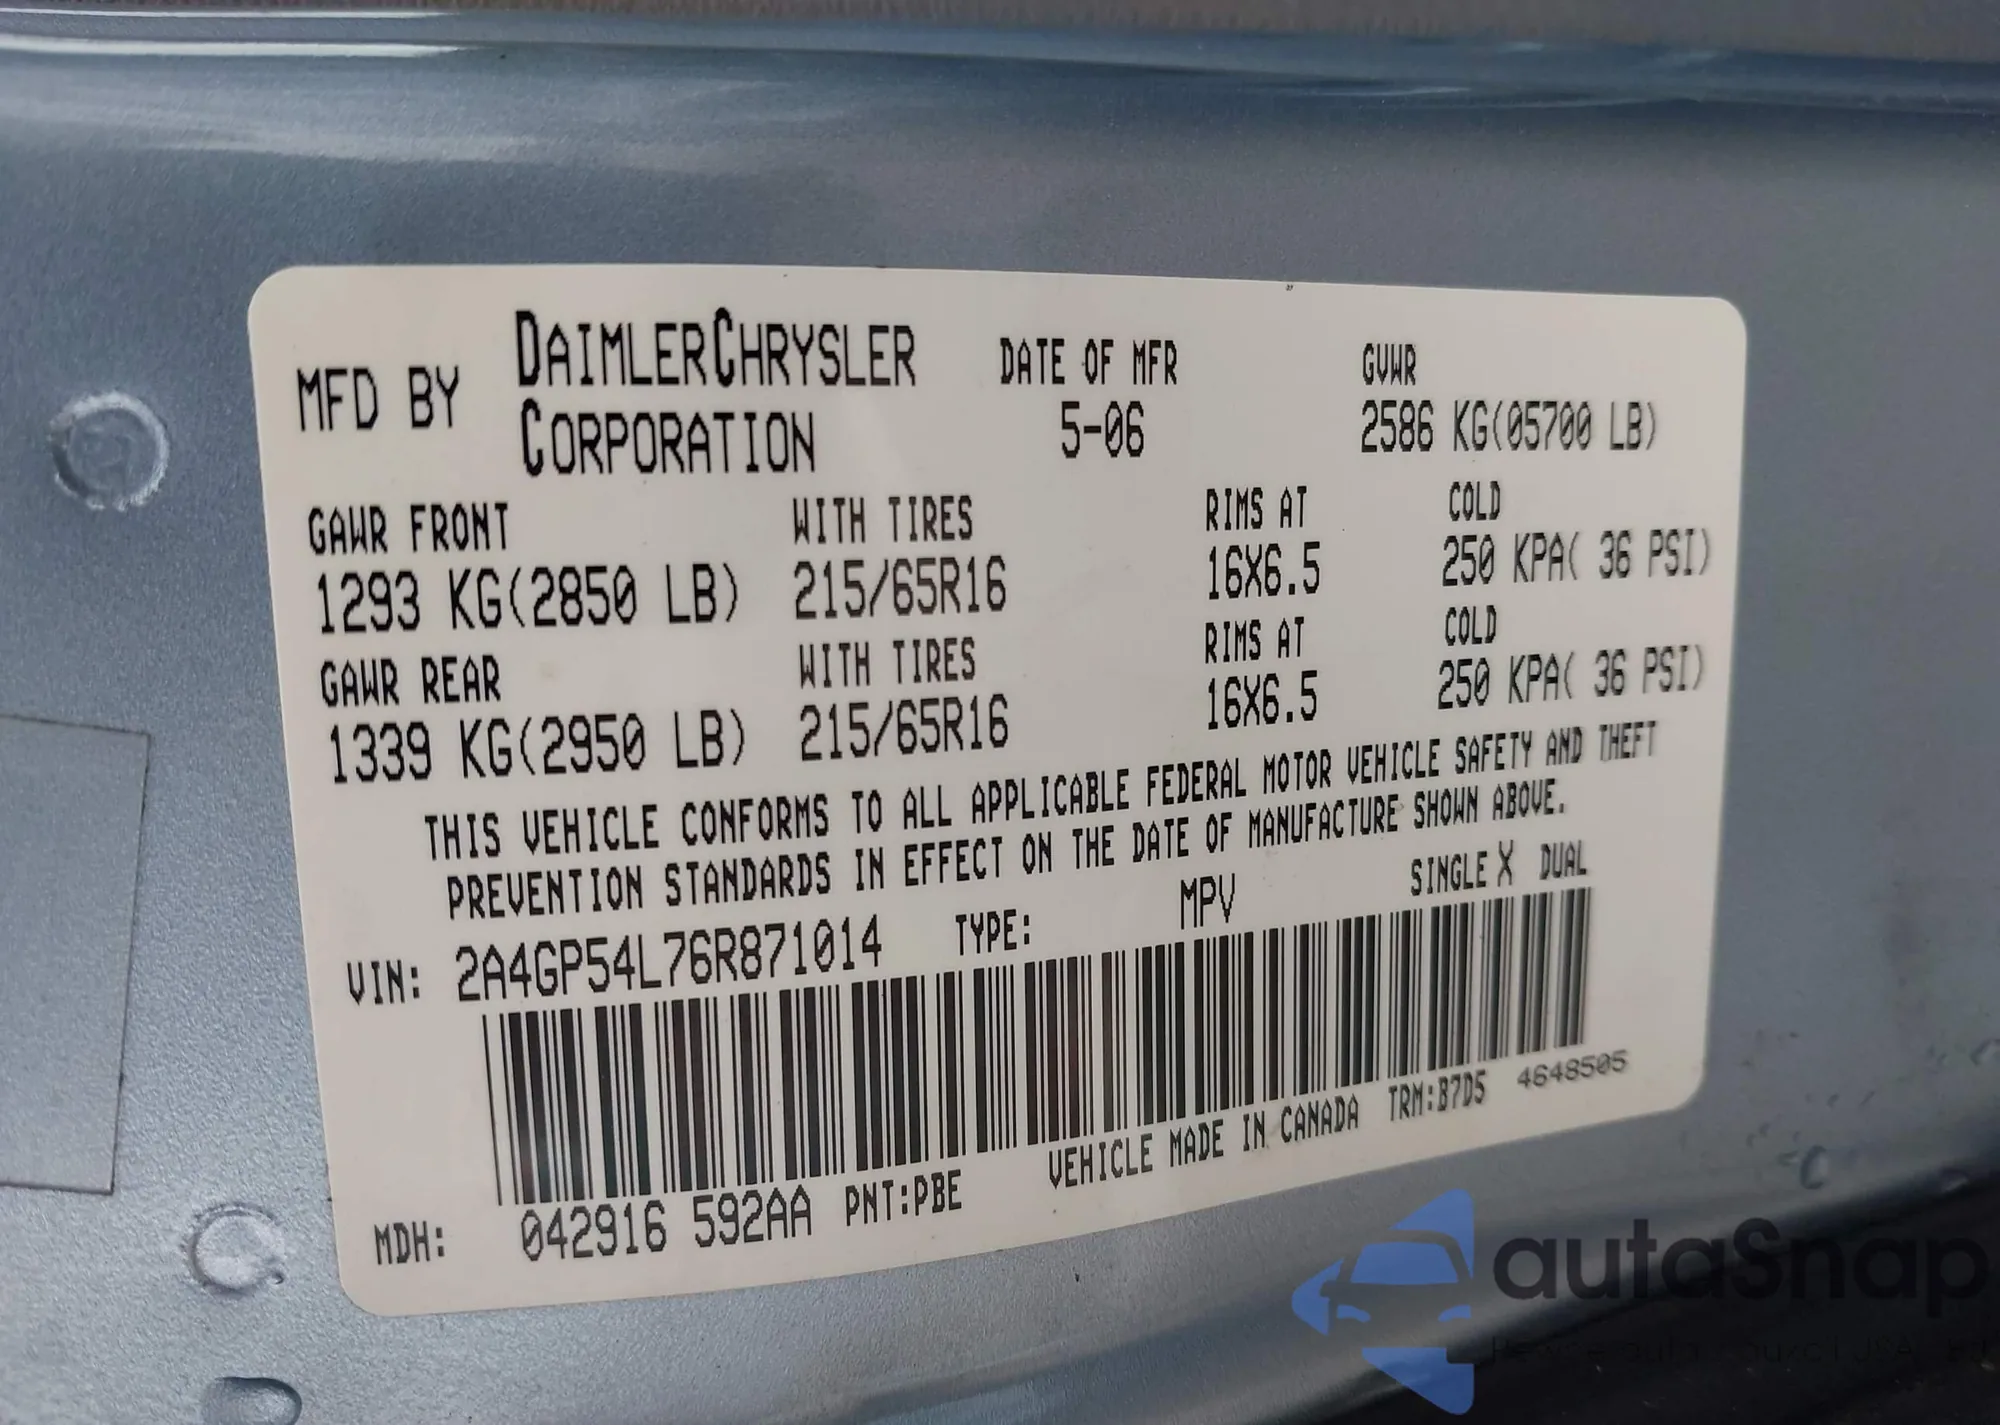 MFD BY DAIMLERCHRYSLER CORPORATION DATE OF MFR 5-06 GVWR 2586 KG(05700 LB)
GAWR FRONT WITH TIRES RIMS AT COLD
1293 KG(2850 LB) 215/65R16 16X6.5 250 KPA( 36 PSI)
GAWR REAR WITH TIRES RIMS AT COLD
1339 KG(2950 LB) 215/65R16 16X6.5 250 KPA( 36 PSI)
THIS VEHICLE CONFORMS TO ALL APPLICABLE FEDERAL MOTOR VEHICLE SAFETY AND THEFT
PREVENTION STANDARDS IN EFFECT ON THE DATE OF MANUFACTURE SHOWN ABOVE.
VIN: 2A4GP54L76R871014 TYPE: MPV SINGLE X DUAL
MDH: 042916 592AA PNT:PBE VEHICLE MADE IN CANADA TRM:B7D5 4648505
autaSnap